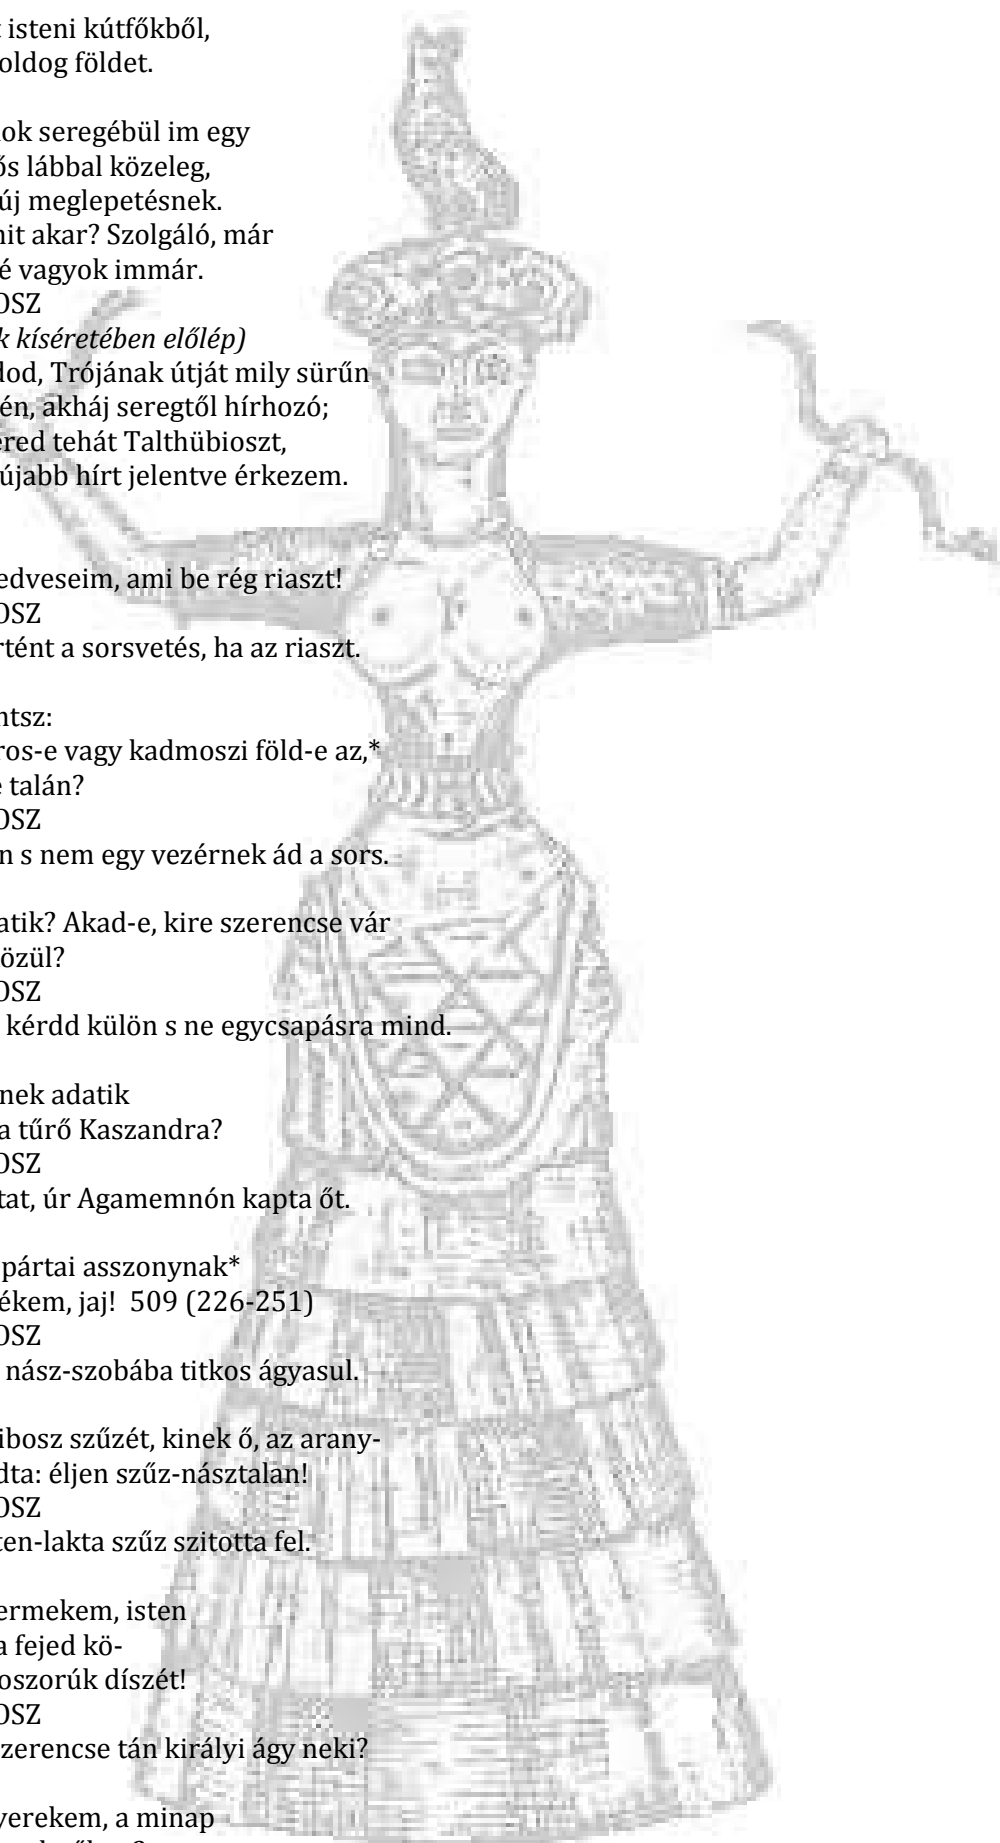 isteni kútfőkből,
oldog földet.
ok seregébül im egy
ős lábbal közeleg,
új meglepetésnek.
nit akar? Szolgáló, már
é vagyok immár.
OSZ
k kíséretében előlép)
dod, Trójának útját mily sürűn
én, akháj seregtől hírhozó;
ered tehát Talthübioszt,
újabb hírt jelentve érkezem.
edveseim, ami be rég riaszt!
OSZ
rtént a sorsvetés, ha az riaszt.
ntsz:
ros-e vagy kadmoszi föld-e az,*
e talán?
OSZ
n s nem egy vezérnek ád a sors.
atik? Akad-e, kire szerencse vár
özül?
OSZ
kérdd külön s ne egycsapásra mind.
nek adatik
a tűrő Kaszandra?
OSZ
tat, úr Agamemnón kapta őt.
pártai asszonynak*
ékem, jaj! 509 (226-251)
OSZ
nász-szobába titkos ágyasul.
ibosz szűzét, kinek ő, az arany-
dta: éljen szűz-násztalan!
OSZ
ten-lakta szűz szitotta fel.
ermekem, isten
a fejed kö-
oszorúk díszét!
OSZ
zerencse tán királyi ágy neki?
yerekem, a minap